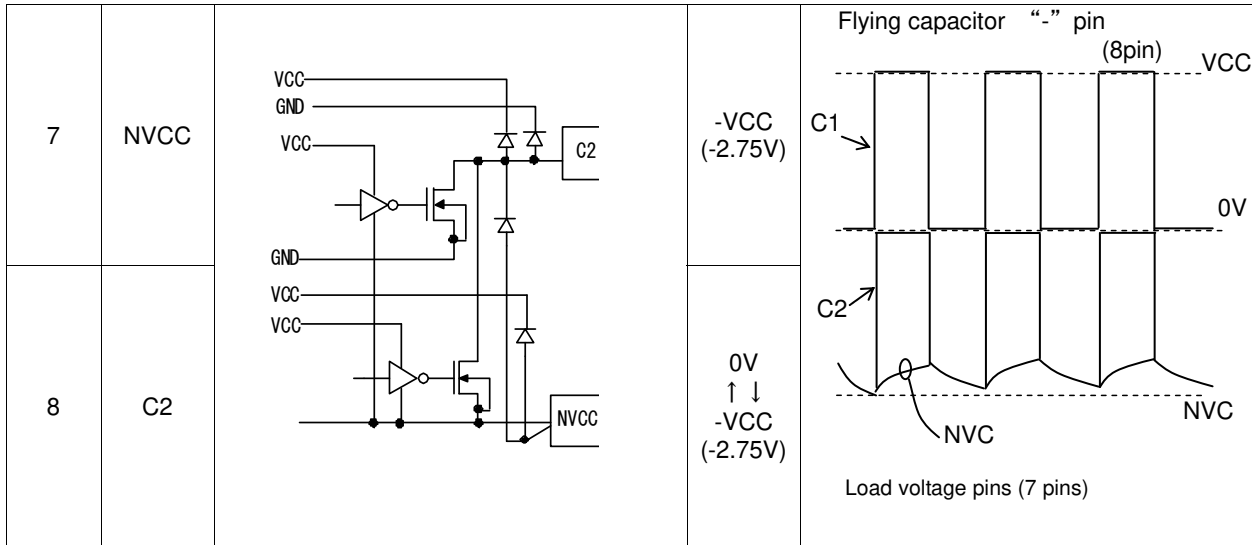 7
NVCC
VCC
GND
VCC
C2
GND
VCC
VCC
NVCC
-VCC
(-2.75V)
Flying capacitor “-” pin
(8pin)
VCC
C1
0V
C2
NVC
NVC
Load voltage pins (7 pins)
8
C2
0V
↑ ↓
-VCC
(-2.75V)